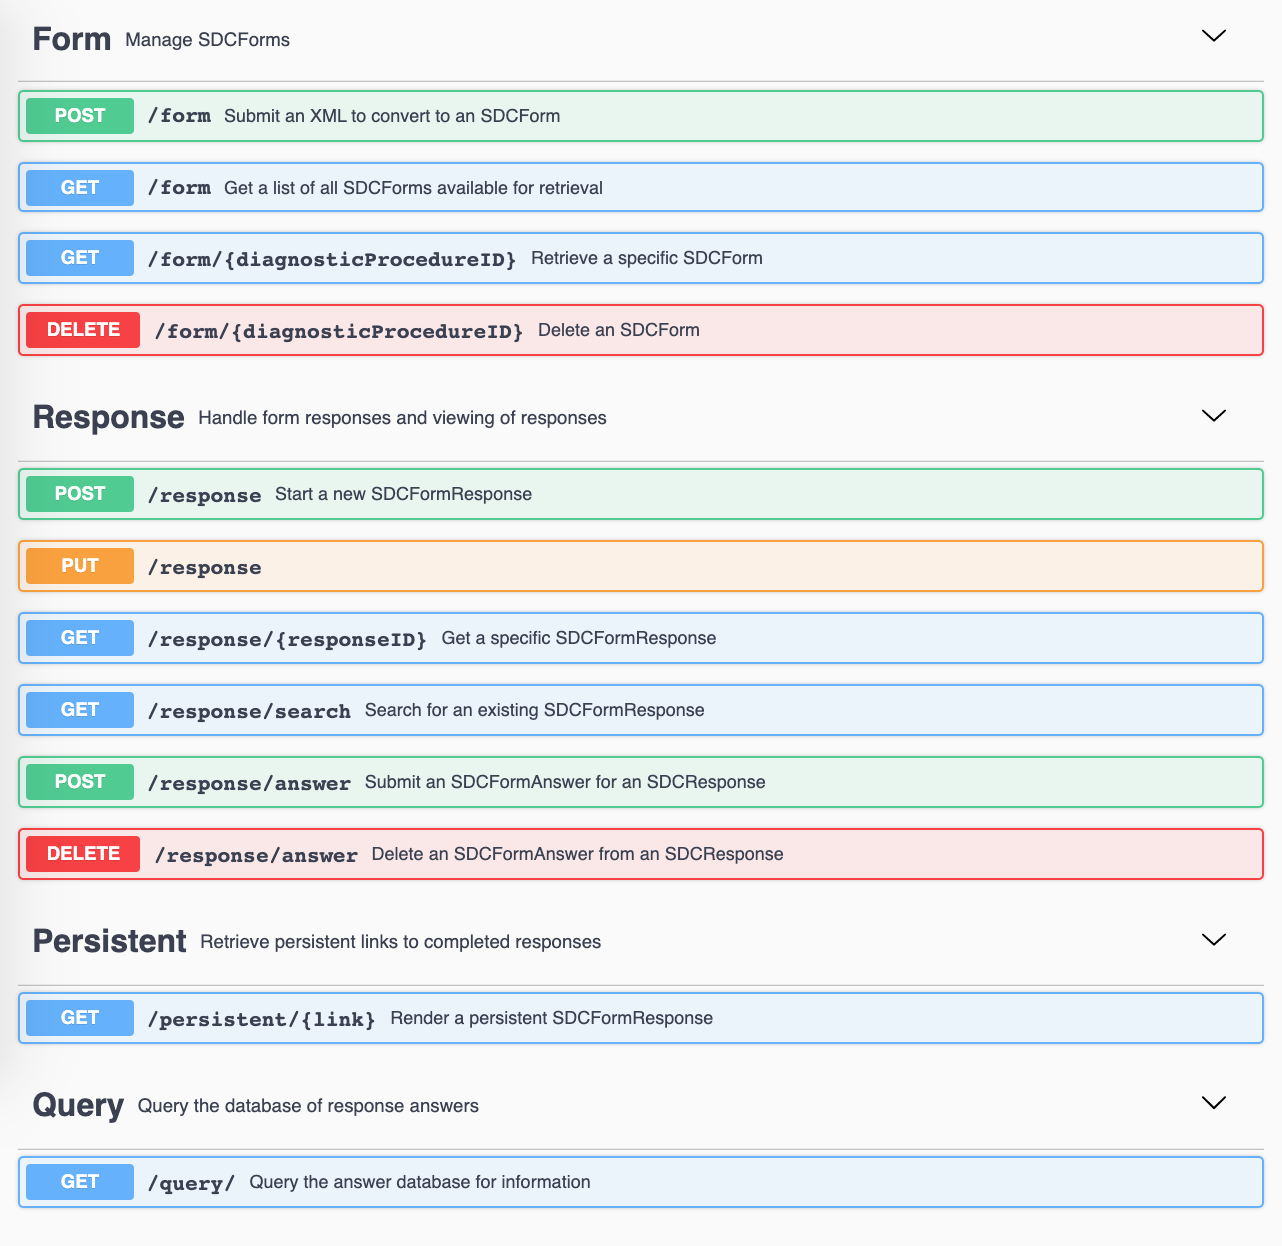 Form Manage SDCForms
POST /form Submit an XML to convert to an SDCForm
GET /form Get a list of all SDCForms available for retrieval
GET /form/{diagnosticProcedureID} Retrieve a specific SDCForm
DELETE /form/{diagnosticProcedureID} Delete an SDCForm
Response Handle form responses and viewing of responses
POST /response Start a new SDCFormResponse
PUT /response
GET /response/{responseID} Get a specific SDCFormResponse
GET /response/search Search for an existing SDCFormResponse
POST /response/answer Submit an SDCFormAnswer for an SDCResponse
DELETE /response/answer Delete an SDCFormAnswer from an SDCResponse
Persistent Retrieve persistent links to completed responses
GET /persistent/{link} Render a persistent SDCFormResponse
Query Query the database of response answers
GET /query/ Query the answer database for information